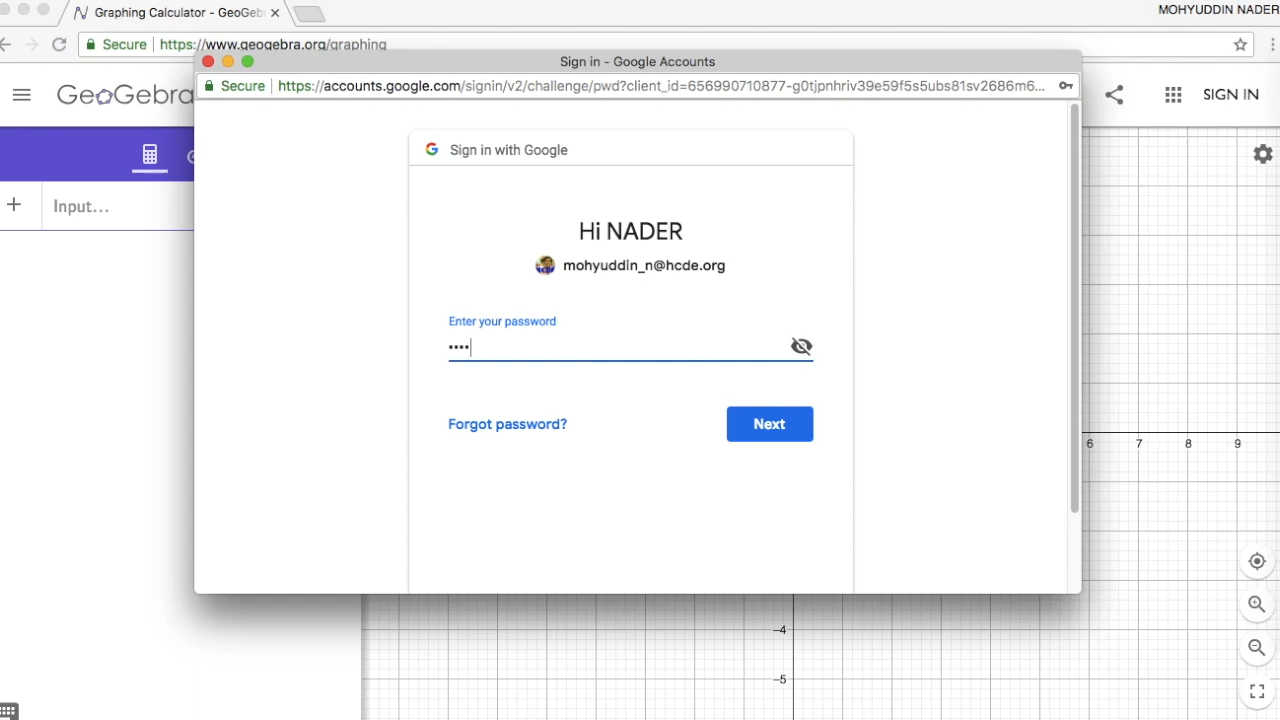 Graphing Calculator - GeoGeb
MOHYUDDIN NADER
Secure https://www.geogebra.org/graphing
Sign in - Google Accounts
Secure https://accounts.google.com/signin/v2/challenge/pwd?client_id=656990710877-g0tjpnhriv39e59f5s5ubs81sv2686m6...
GeoGebra
SIGN IN
Sign in with Google
Input...
Hi NADER
mohyuddin_n@hcde.org
Enter your password
••••
Forgot password?
Next
6 7 8 9
-4
-5